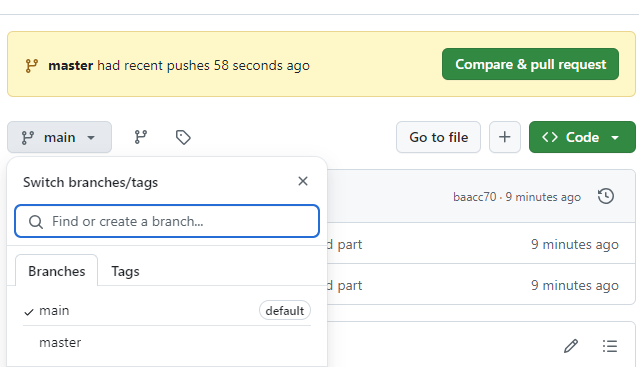 master had recent pushes 58 seconds ago
Compare & pull request
main
Go to file
Code
Switch branches/tags
baacc70 · 9 minutes ago
Find or create a branch...
d part
9 minutes ago
Branches
Tags
d part
9 minutes ago
main
default
master